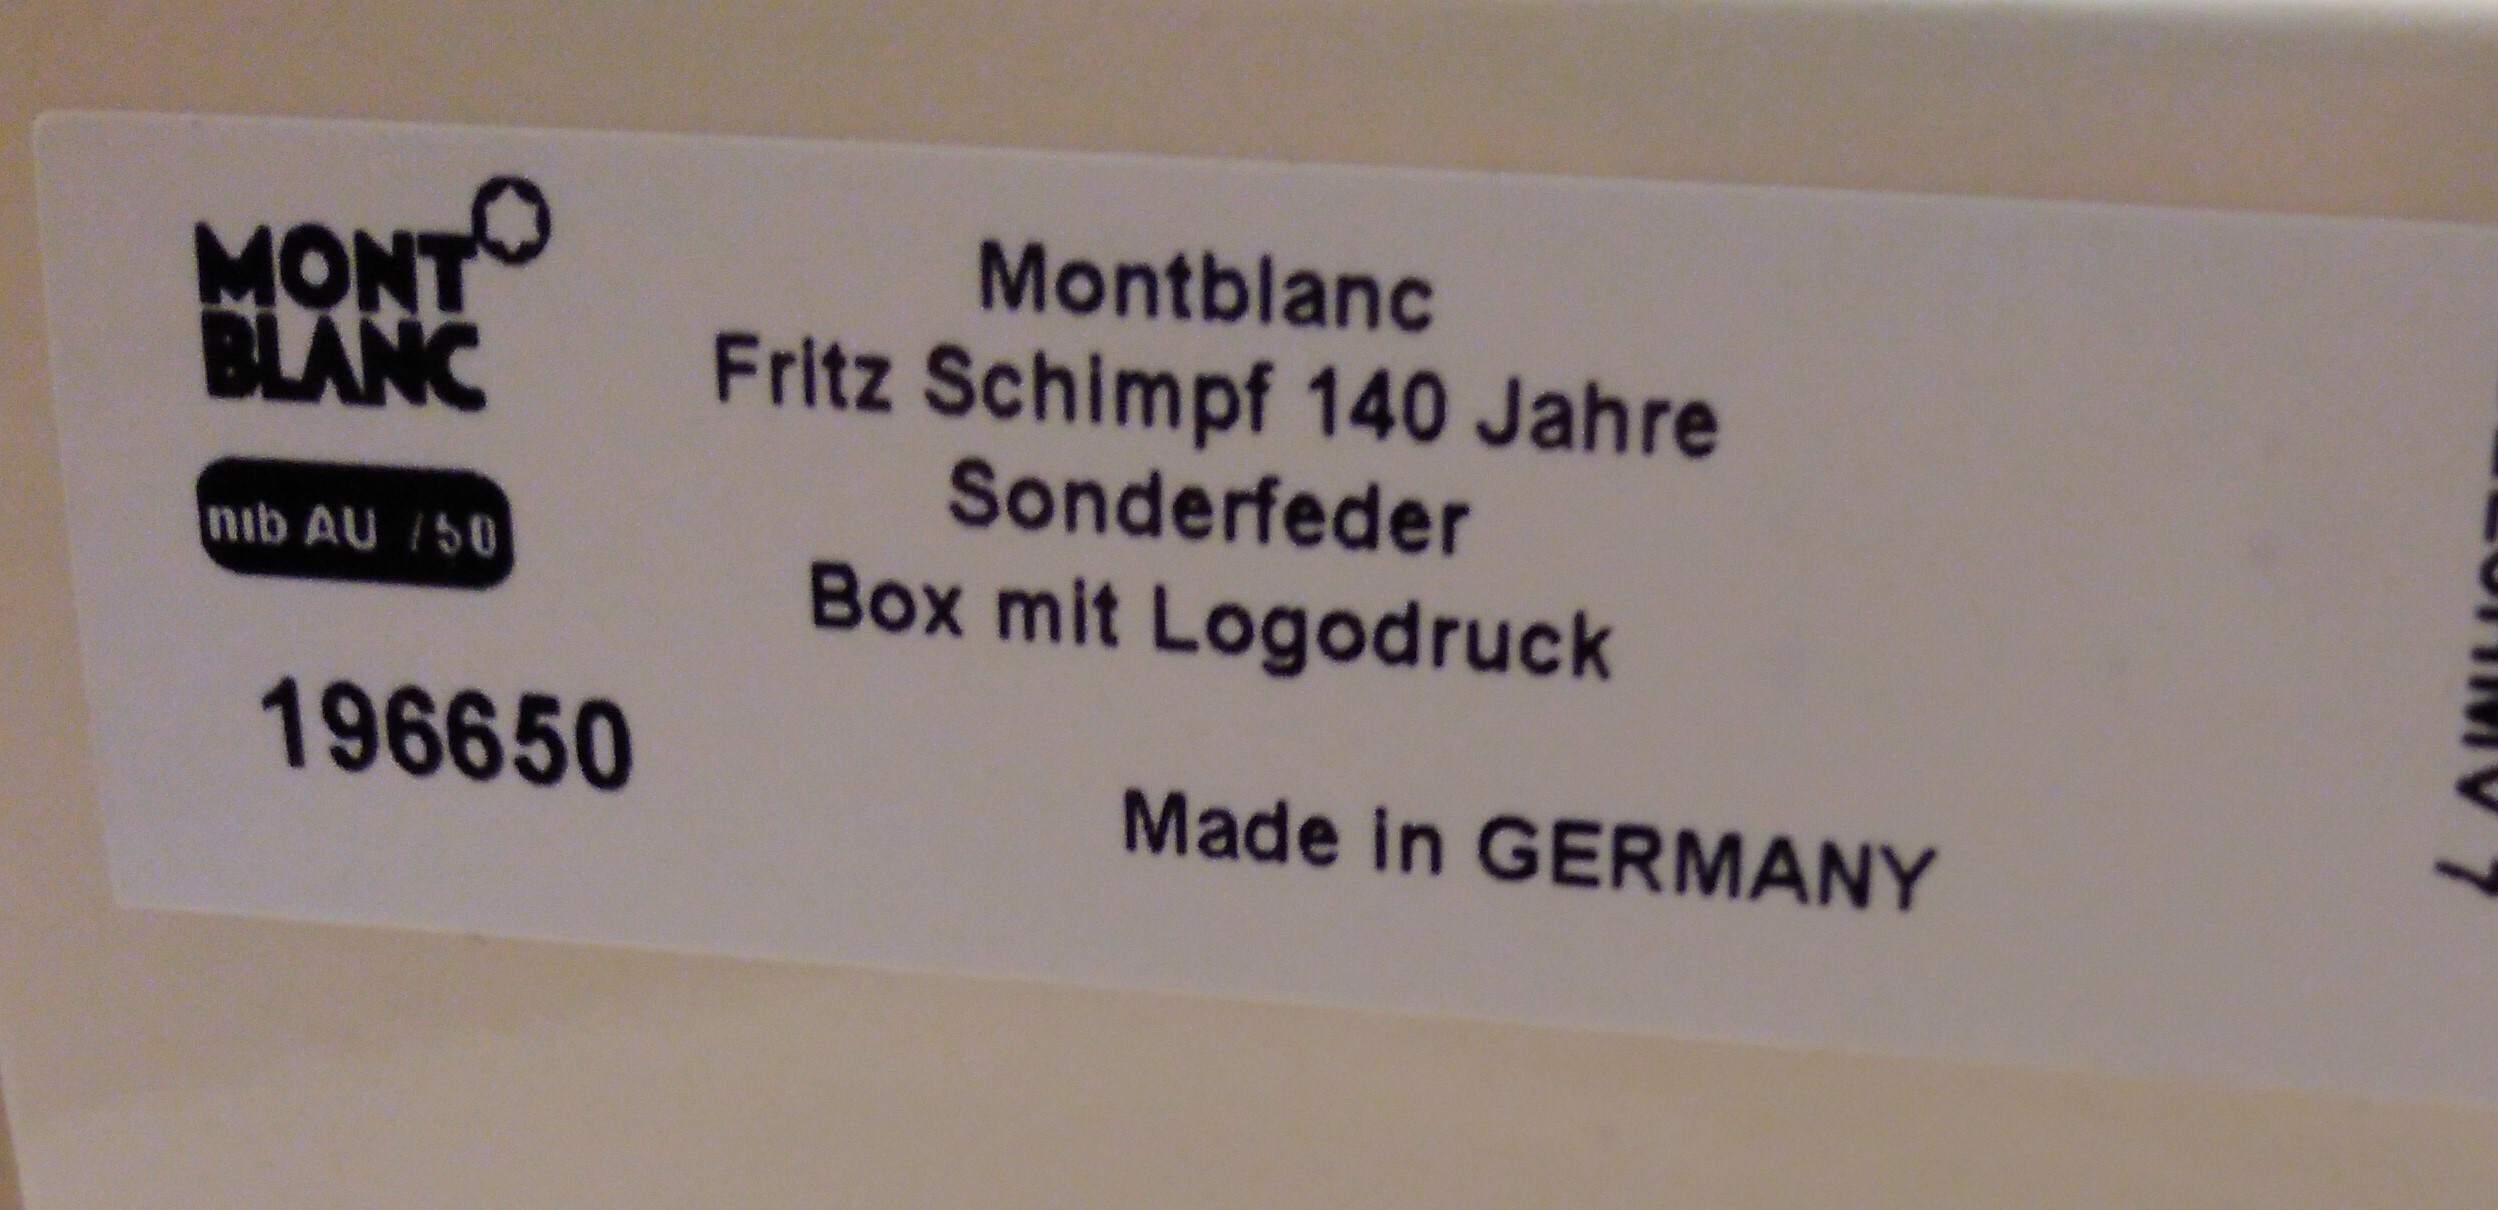 MONT
BLANC
nib AU 750
196650
Montblanc
Fritz Schimpf 140 Jahre
Sonderfeder
Box mit Logodruck
Made in GERMANY